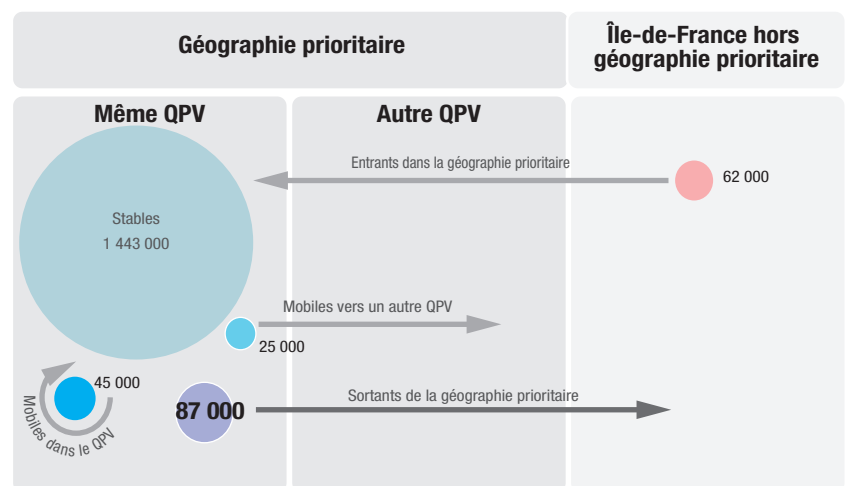 Géographie prioritaire
Île-de-France hors
géographie prioritaire
Même QPV
Autre QPV
Entrants dans la géographie prioritaire
62 000
Stables
1 443 000
Mobiles vers un autre QPV
25 000
45 000
Mobiles dans le QPV
87 000
Sortants de la géographie prioritaire